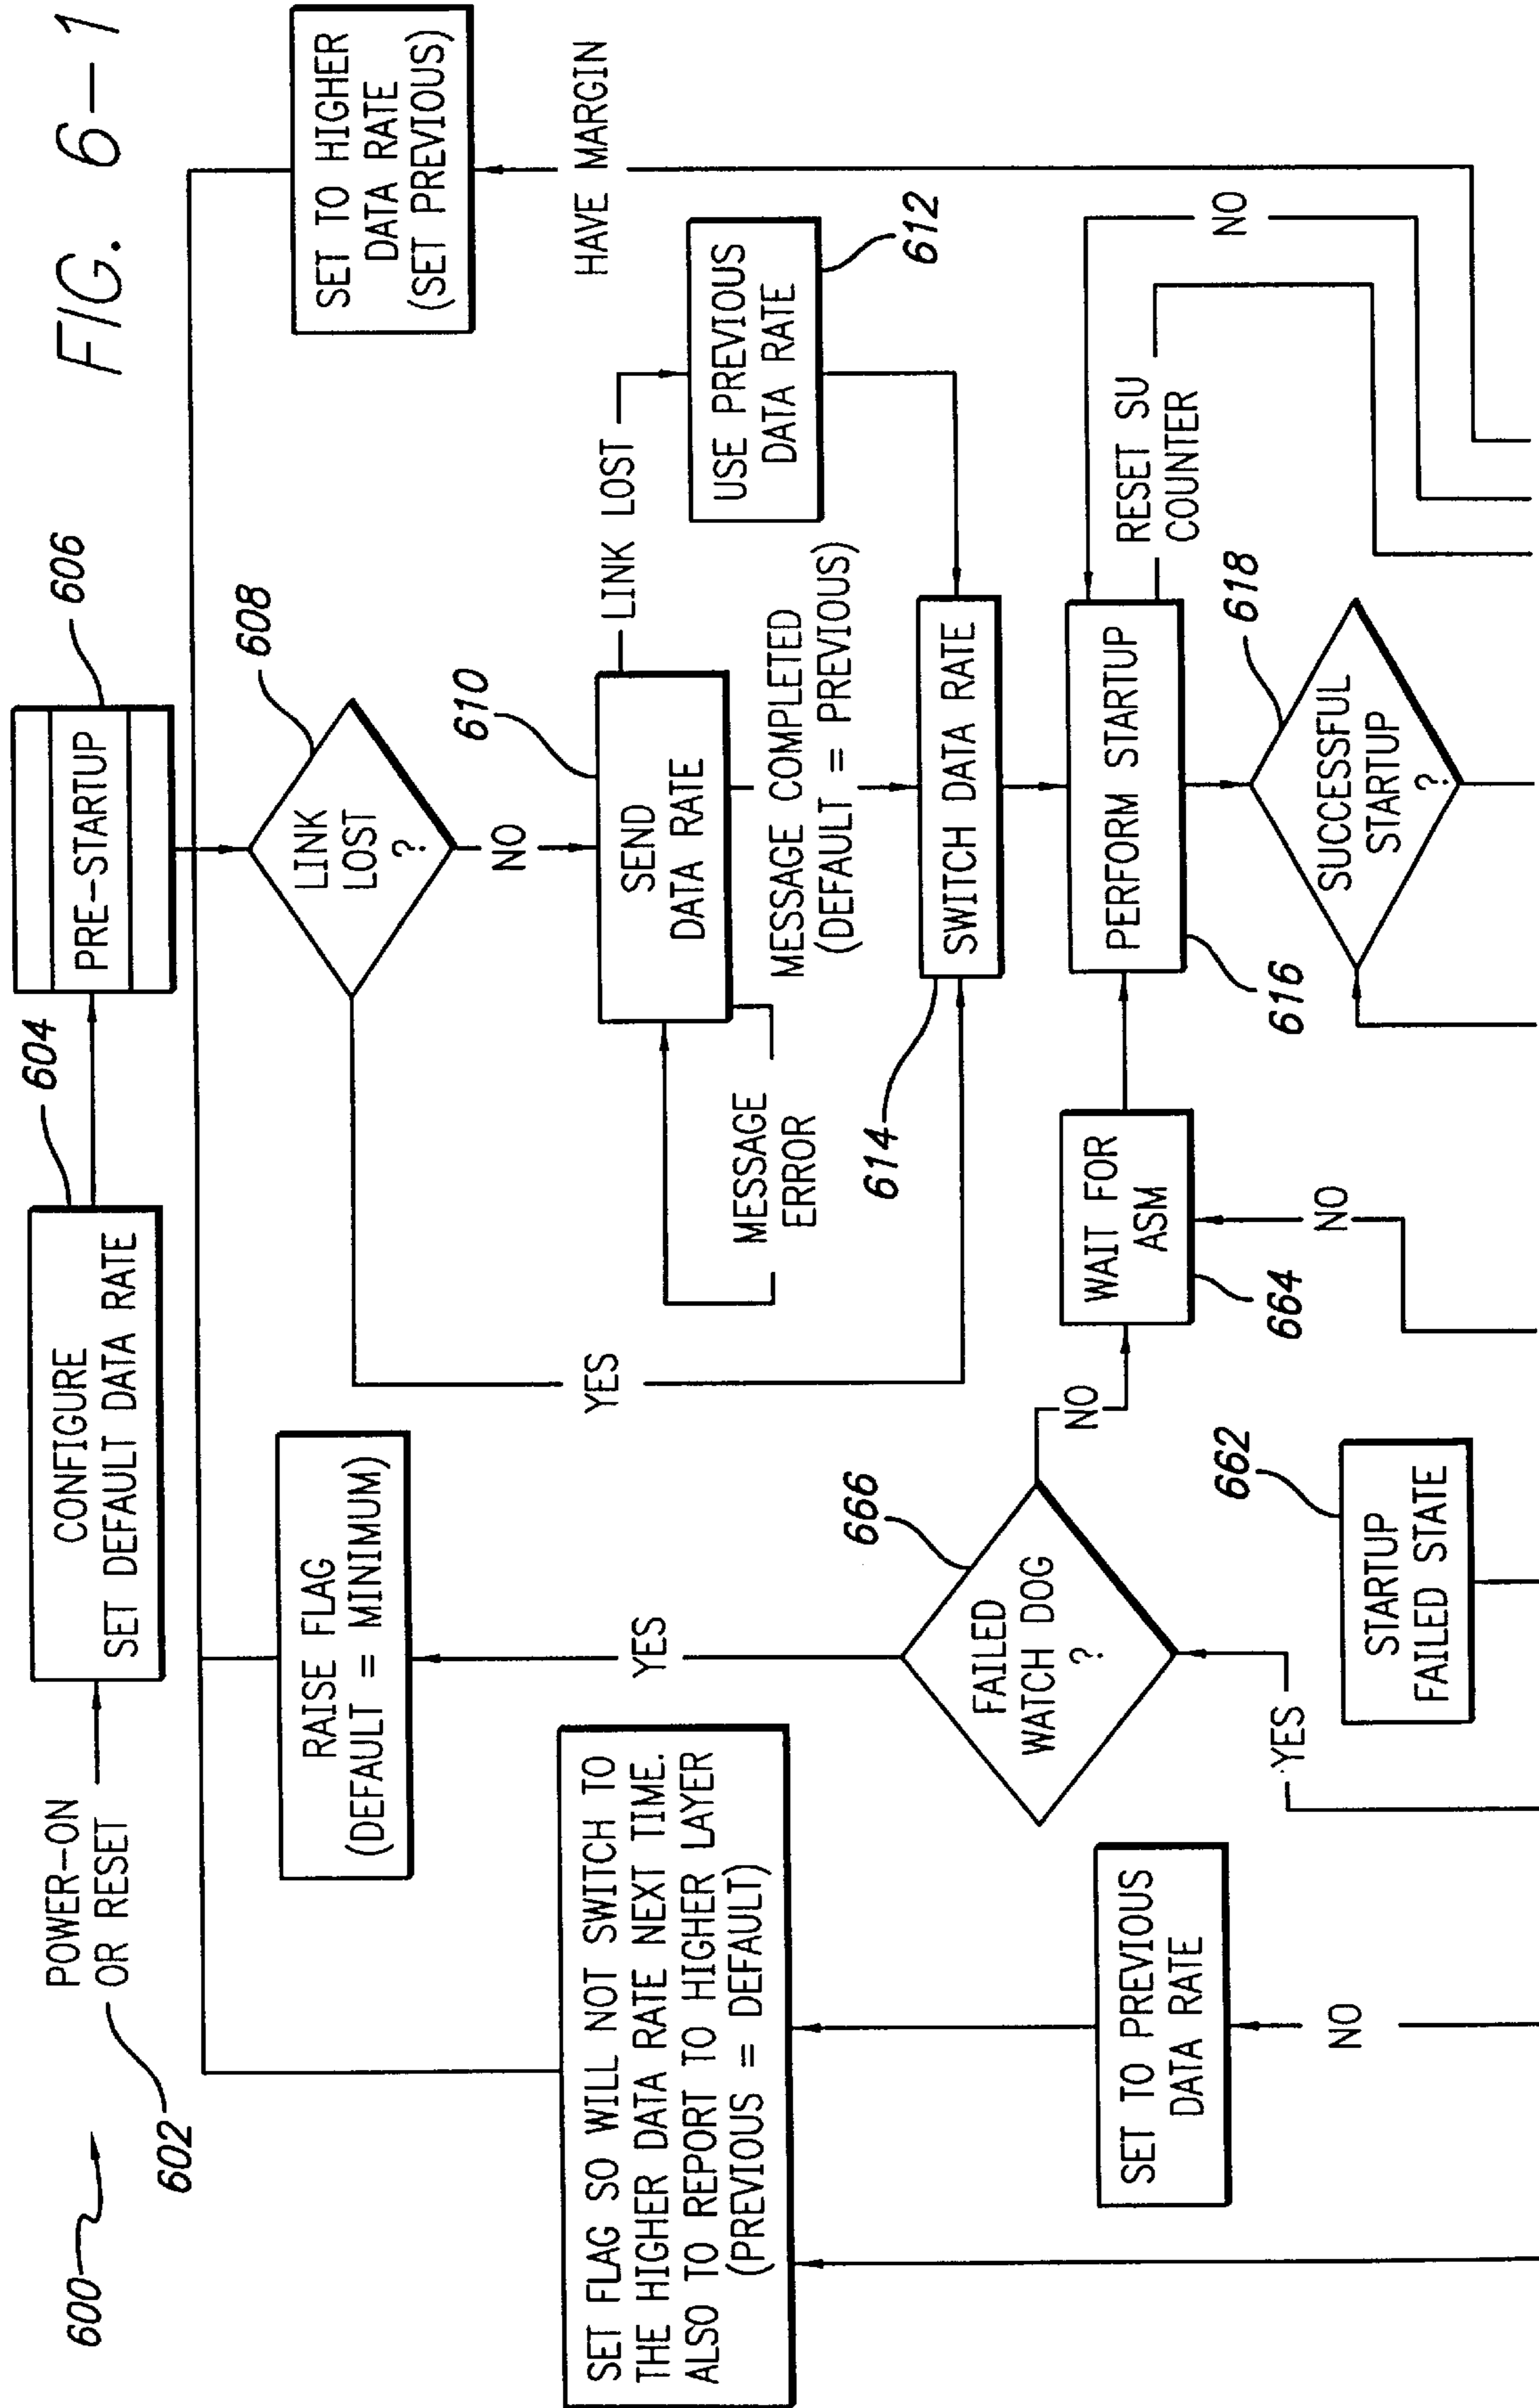 FIG. 6-1
600
602
POWER-ON
OR RESET
604
CONFIGURE
SET DEFAULT DATA RATE
606
PRE-STARTUP
SET TO HIGHER
DATA RATE
(SET PREVIOUS)
HAVE MARGIN
RAISE FLAG
(DEFAULT = MINIMUM)
YES
608
LINK
LOST
?
NO
YES
610
SEND
DATA RATE
LINK LOST
MESSAGE
ERROR
612
USE PREVIOUS
DATA RATE
MESSAGE COMPLETED
(DEFAULT = PREVIOUS)
614
SWITCH DATA RATE
SET FLAG SO WILL NOT SWITCH TO
THE HIGHER DATA RATE NEXT TIME.
ALSO TO REPORT TO HIGHER LAYER
(PREVIOUS = DEFAULT)
666
FAILED
WATCH DOG
?
NO
YES
WAIT FOR
ASM
664
NO
PERFORM STARTUP
616
RESET SU
COUNTER
NO
SET TO PREVIOUS
DATA RATE
NO
662
STARTUP
FAILED STATE
618
SUCCESSFUL
STARTUP
?